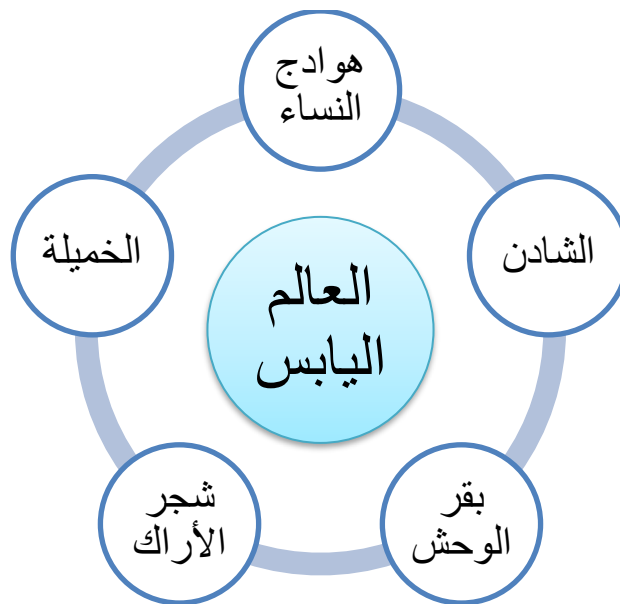 هوادج
النساء
الشادن
بقر
الوحش
شجر
الأراك
الخميلة
العالم
اليابس